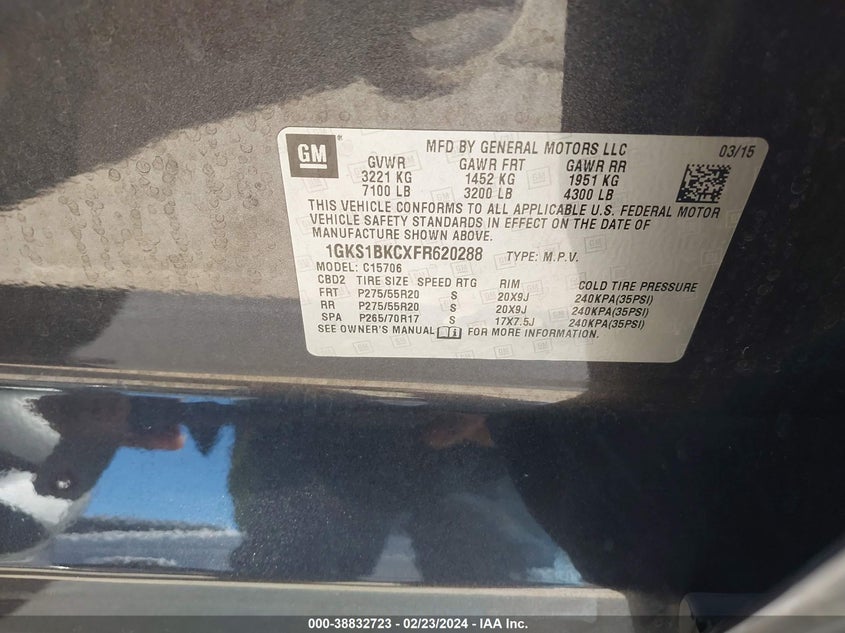 GM
MFD BY GENERAL MOTORS LLC 03/15
GVWR GAWR FRT GAWR RR
3221 KG 1452 KG 1951 KG
7100 LB 3200 LB 4300 LB
THIS VEHICLE CONFORMS TO ALL APPLICABLE U.S. FEDERAL MOTOR
VEHICLE SAFETY STANDARDS IN EFFECT ON THE DATE OF
MANUFACTURE SHOWN ABOVE.
1GKS1BKCXFR620288 TYPE: M.P.V.
MODEL: C15706
CBD2 TIRE SIZE SPEED RTG RIM COLD TIRE PRESSURE
FRT P275/55R20 S 20X9J 240KPA(35PSI)
RR P275/55R20 S 20X9J 240KPA(35PSI)
SPA P265/70R17 S 17X7.5J 240KPA(35PSI)
SEE OWNER'S MANUAL FOR MORE INFORMATION.
000-38832723 - 02/23/2024 - IAA Inc.